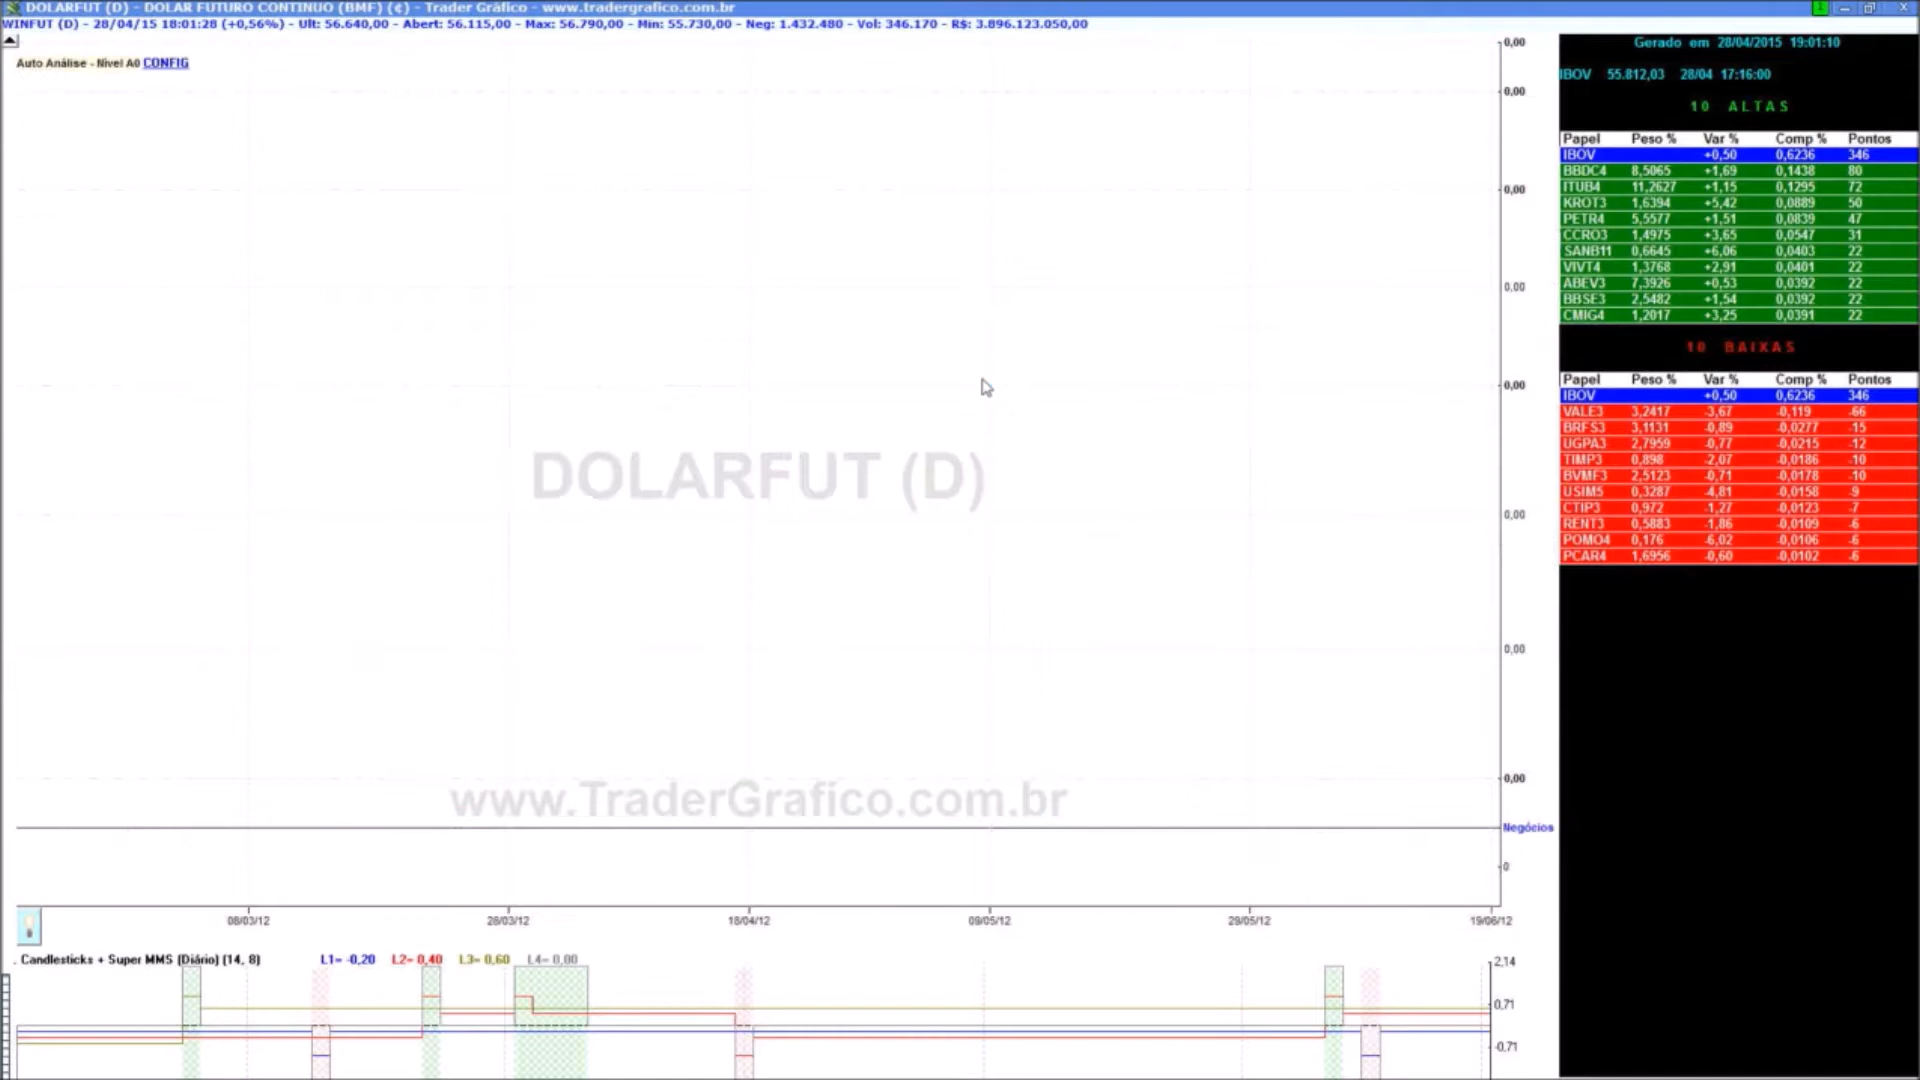 DOLARFUT (D) - DOLAR FUTURO CONTINUO (BMF) (¢) - Trader Gráfico - www.tradergrafico.com.br
WINFUT (D) - 28/04/15 18:01:28 (+0,56%) - Ult: 56.640,00 - Abert: 56.115,00 - Max: 56.790,00 - Min: 55.730,00 - Neg: 1.432.480 - Vol: 346.170 - R$: 3.896.123.050,00
Auto Análise - Nível A0 CONFIG
0,00
0,00
0,00
0,00
0,00
0,00
0,00
0,00
DOLARFUT (D)
www.TraderGrafico.com.br
Negócios
0
08/03/12 28/03/12 18/04/12 09/05/12 29/05/12 19/06/12
. Candlesticks + Super MMS (Diário) (14, 8) L1= -0,20 L2= 0,40 L3= 0,60 L4= 0,00
2,14
0,71
-0,71
Gerado em 28/04/2015 19:01:10
IBOV 55.812,03 28/04 17:16:00
10 ALTAS
Papel Peso % Var % Comp % Pontos
IBOV +0,50 0,6236 346
BBDC4 8,5065 +1,69 0,1438 80
ITUB4 11,2627 +1,15 0,1295 72
KROT3 1,6394 +5,42 0,0889 50
PETR4 5,5577 +1,51 0,0839 47
CCRO3 1,4975 +3,65 0,0547 31
SANB11 0,6645 +6,06 0,0403 22
VIVT4 1,3768 +2,91 0,0401 22
ABEV3 7,3926 +0,53 0,0392 22
BBSE3 2,5482 +1,54 0,0392 22
CMIG4 1,2017 +3,25 0,0391 22
10 BAIXAS
Papel Peso % Var % Comp % Pontos
IBOV +0,50 0,6236 346
VALE3 3,2417 -3,67 -0,119 -66
BRFS3 3,1131 -0,89 -0,0277 -15
UGPA3 2,7959 -0,77 -0,0215 -12
TIMP3 0,898 -2,07 -0,0186 -10
BVMF3 2,5123 -0,71 -0,0178 -10
USIM5 0,3287 -4,81 -0,0158 -9
CTIP3 0,972 -1,27 -0,0123 -7
RENT3 0,5883 -1,86 -0,0109 -6
POMO4 0,176 -6,02 -0,0106 -6
PCAR4 1,6956 -0,60 -0,0102 -6